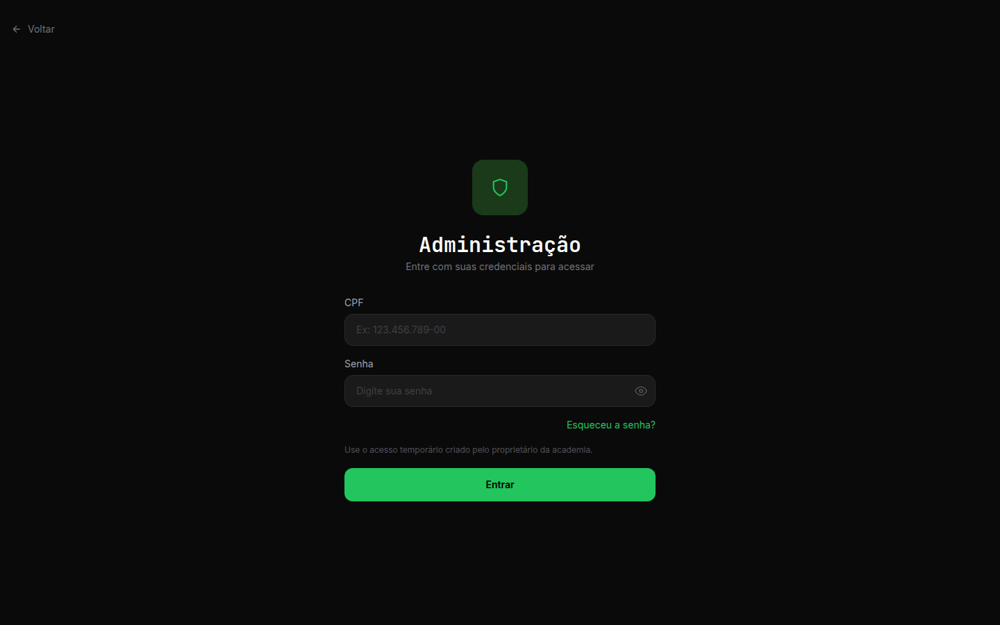 Voltar
Administração
Entre com suas credenciais para acessar
CPF
Ex: 123.456.789-00
Senha
Digite sua senha
Esqueceu a senha?
Use o acesso temporário criado pelo proprietário da academia.
Entrar